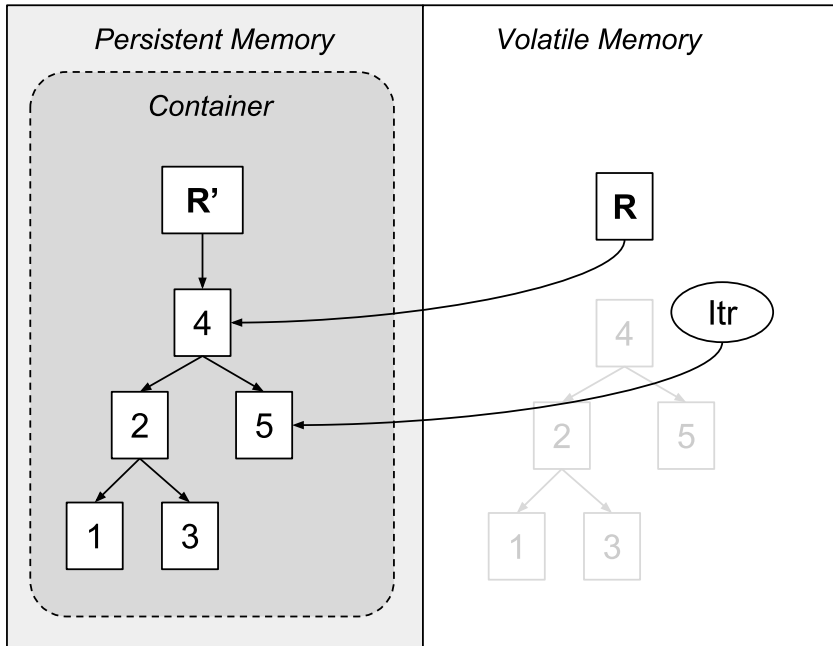 Persistent Memory
Volatile Memory
Container
R’
R
4
Itr
4
2
5
2
5
1
3
1
3